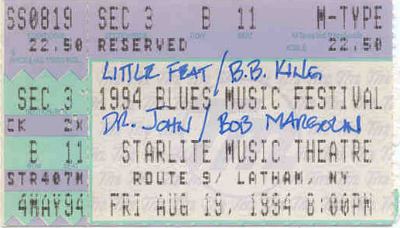 SS0819 SEC 3 B 11 M-TYPE
22.50 RESERVED 22.50
LITTLE FEAT / B.B. KING
SEC 3 1994 BLUES MUSIC FESTIVAL
CK 2X DR. JOHN / BOB MARGOLIN
B 11 STARLITE MUSIC THEATRE
STR407M ROUTE 9/ LATHAM, NY
4MAY94 FRI AUG 19, 1994 8:00PM